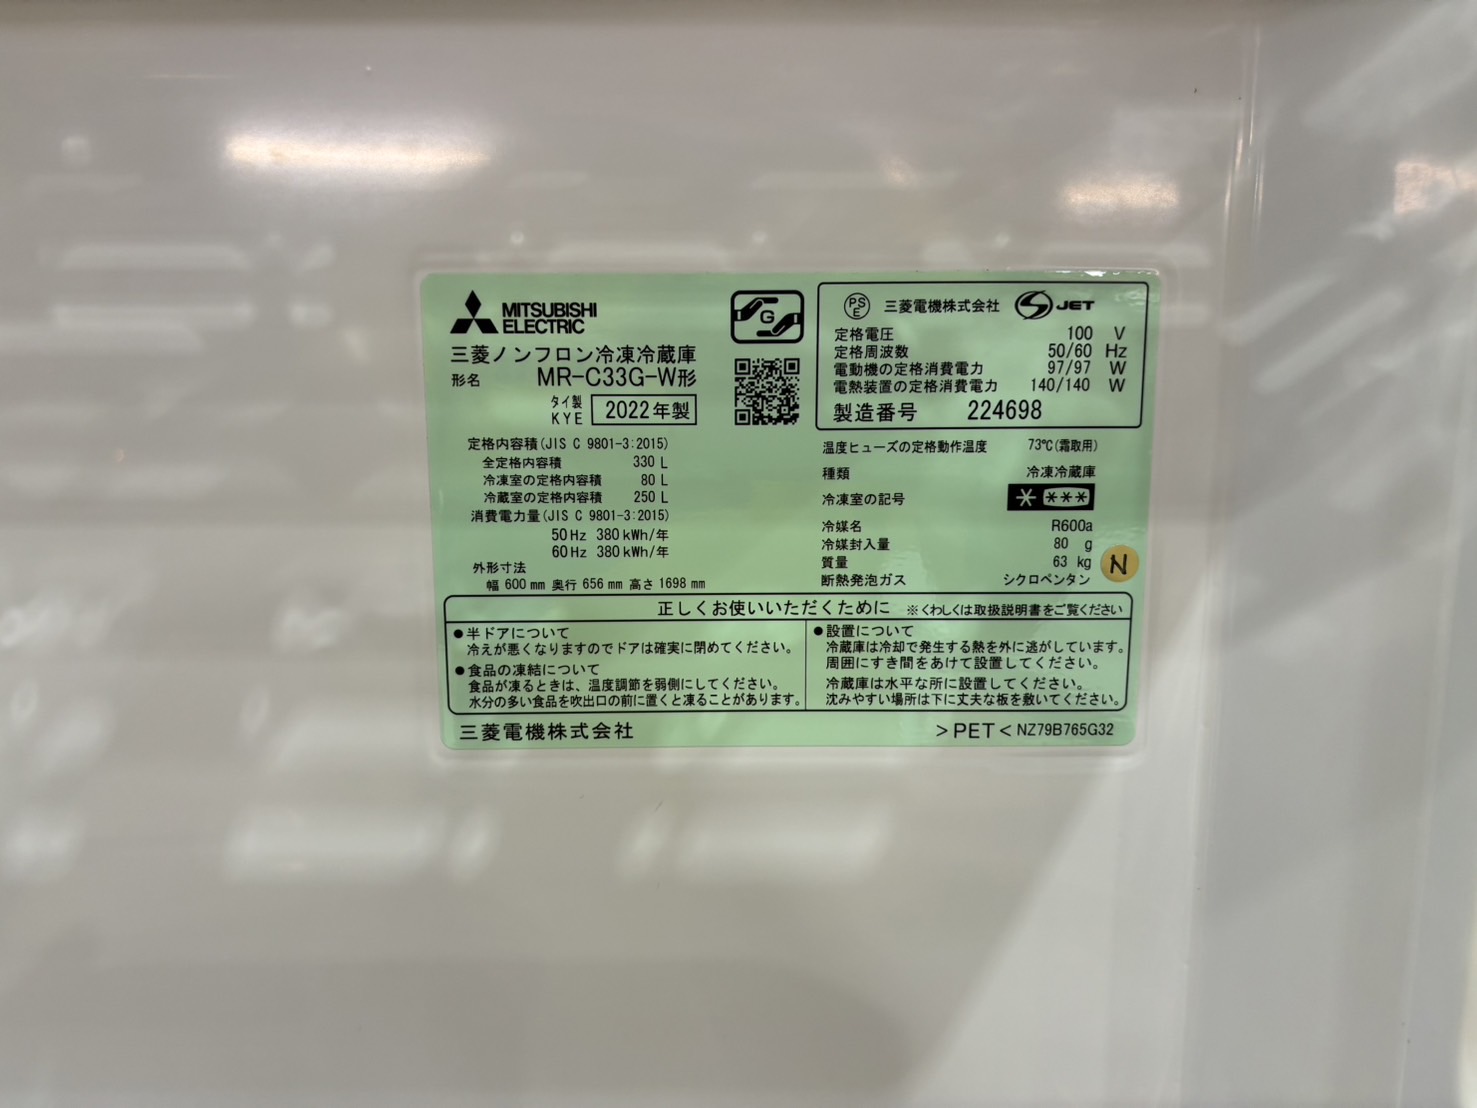 MITSUBISHI
ELECTRIC
G
三菱ノンフロン冷凍冷蔵庫
形名 MR-C33G-W形
タイ製
KYE
2022年製
定格内容積(JIS C 9801-3:2015)
全定格内容積 330 L
冷凍室の定格内容積 80 L
冷蔵室の定格内容積 250 L
消費電力量(JIS C 9801-3:2015)
50Hz 380kWh/年
60Hz 380kWh/年
外形寸法
幅 600mm 奥行 656mm 高さ 1698mm
PSE 三菱電機株式会社 S JET
定格電圧 100 V
定格周波数 50/60 Hz
電動機の定格消費電力 97/97 W
電熱装置の定格消費電力 140/140 W
製造番号 224698
温度ヒューズの定格動作温度 73℃(霜取用)
種類 冷凍冷蔵庫
冷凍室の記号 * ***
冷媒名 R600a
冷媒封入量 80 g
質量 63 kg
断熱発泡ガス シクロペンタン
N
正しくお使いいただくために ※くわしくは取扱説明書をご覧ください
●半ドアについて
冷えが悪くなりますのでドアは確実に閉めてください。
●食品の凍結について
食品が凍るときは、温度調節を弱側にしてください。
水分の多い食品を吹出口の前に置くと凍ることがあります。
●設置について
冷蔵庫は冷却で発生する熱を外に逃がしています。
周囲にすき間をあけて設置してください。
冷蔵庫は水平な所に設置してください。
沈みやすい場所は下に丈夫な板を敷いてください。
三菱電機株式会社
>PET< NZ79B765G32